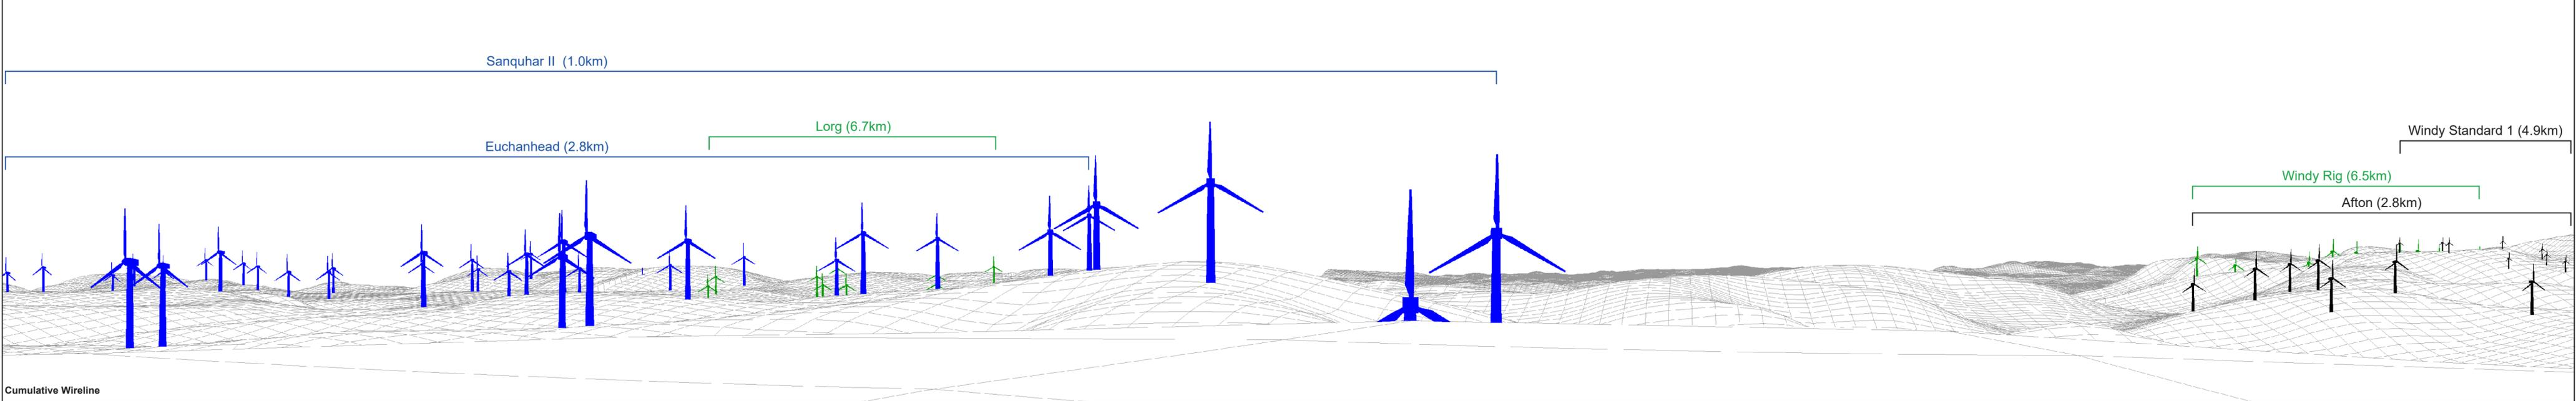 Sanquhar II (1.0km)
Lorg (6.7km)
Windy Standard 1 (4.9km)
Euchanhead (2.8km)
Windy Rig (6.5km)
Afton (2.8km)
Cumulative Wireline